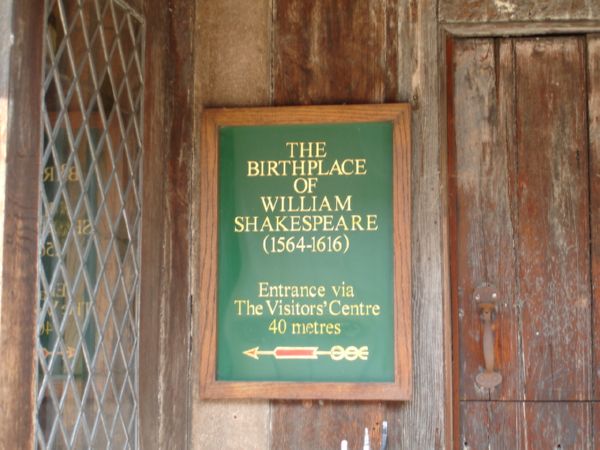 THE
BIRTHPLACE
OF
WILLIAM
SHAKESPEARE
(1564-1616)
Entrance via
The Visitors' Centre
40 metres